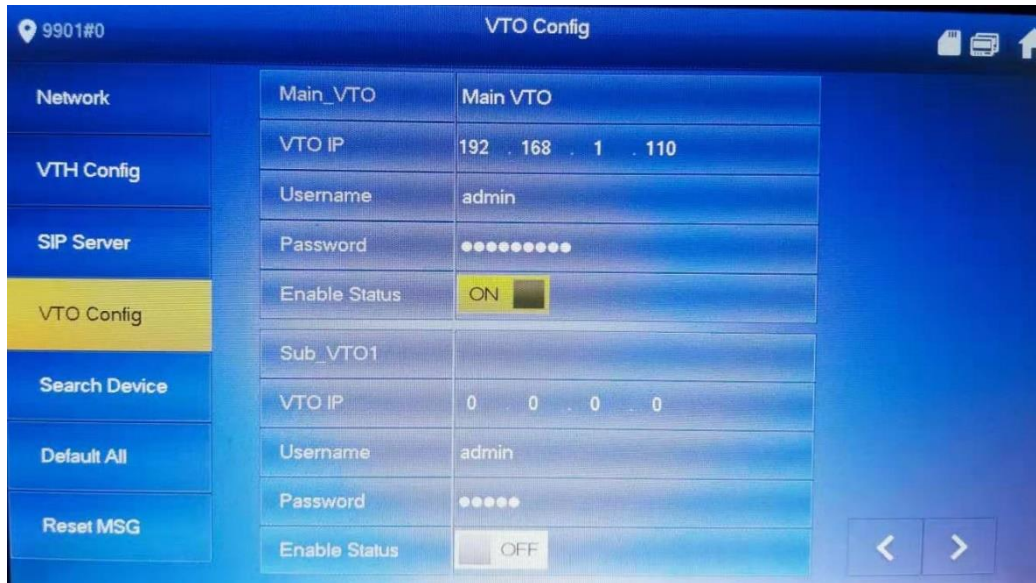 9901#0
VTO Config
Network
VTH Config
SIP Server
VTO Config
Search Device
Default All
Reset MSG
Main_VTO Main VTO
VTO IP 192 . 168 . 1 . 110
Username admin
Password ●●●●●●●●●
Enable Status ON
Sub_VTO1
VTO IP 0 . 0 . 0 . 0
Username admin
Password ●●●●●
Enable Status OFF